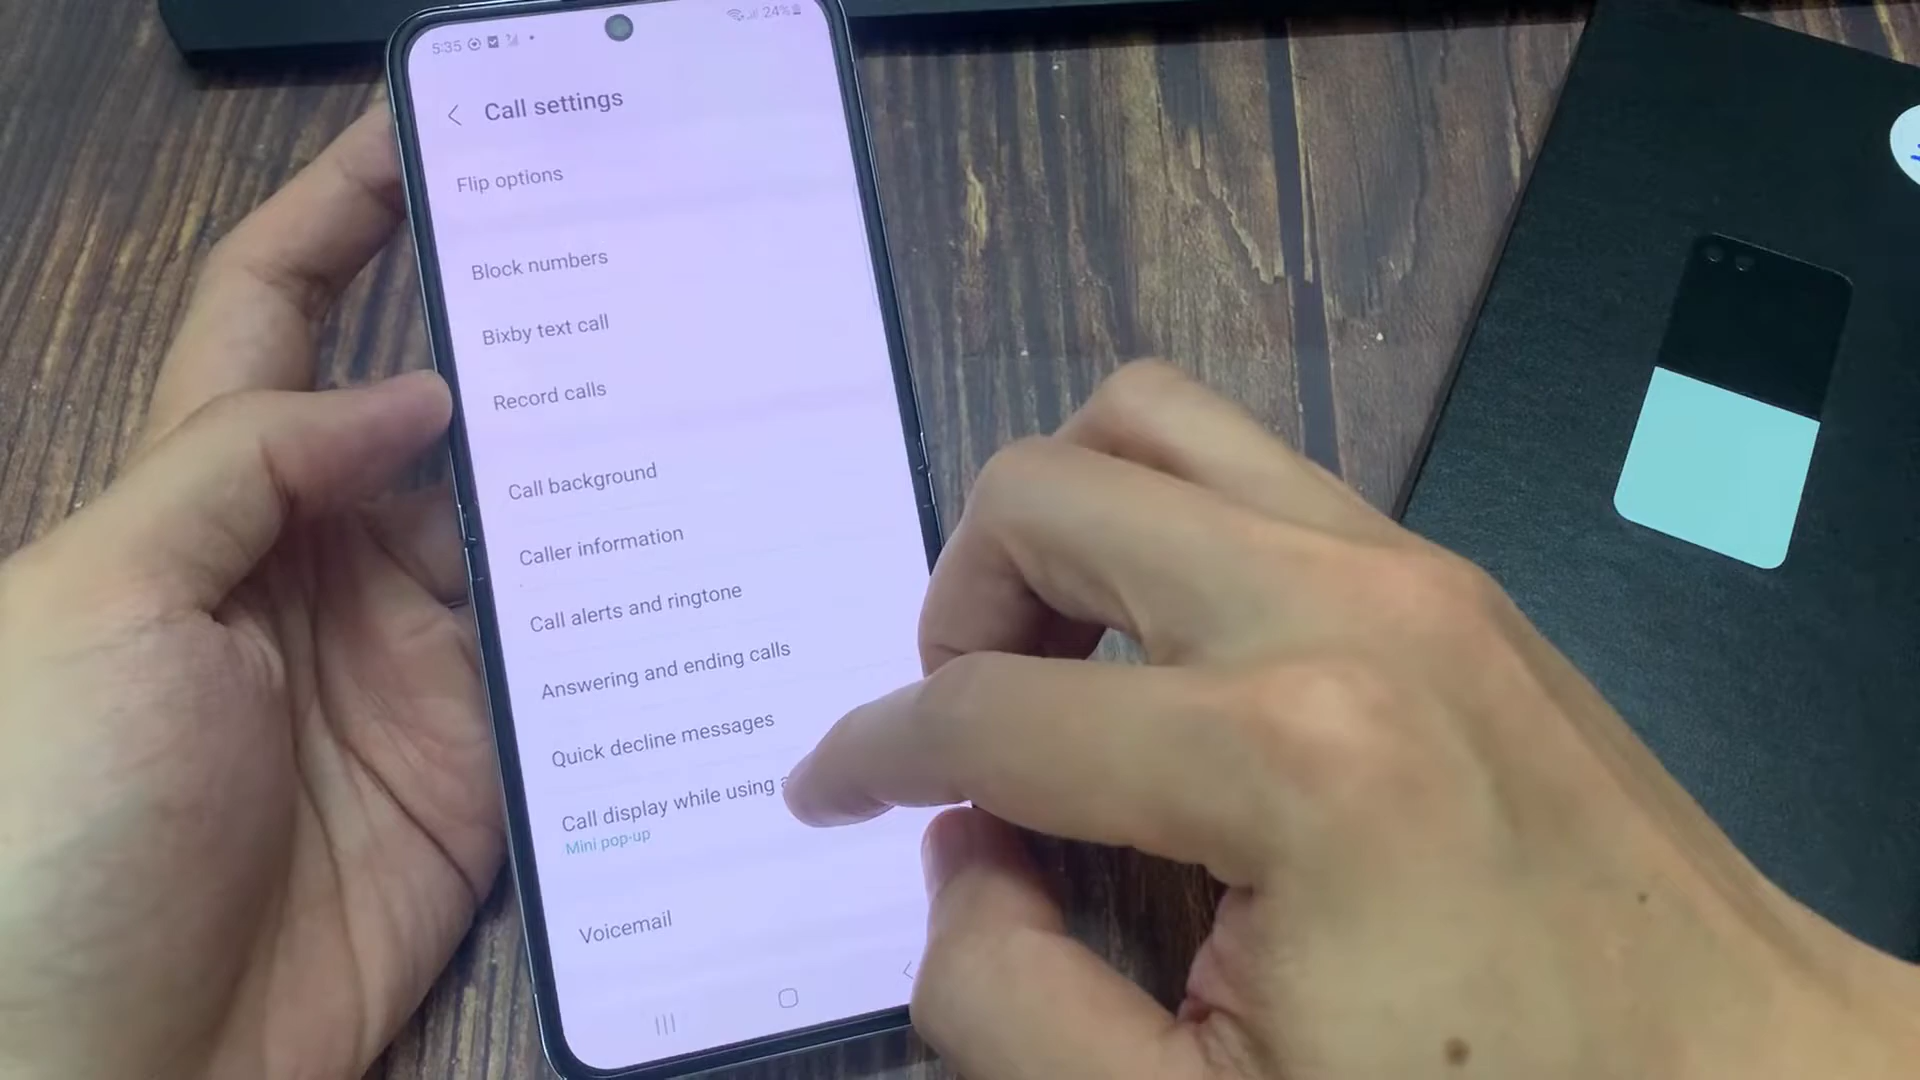 5:35
24%
Call settings
Flip options
Block numbers
Bixby text call
Record calls
Call background
Caller information
Call alerts and ringtone
Answering and ending calls
Quick decline messages
Call display while using
Mini pop-up
Voicemail